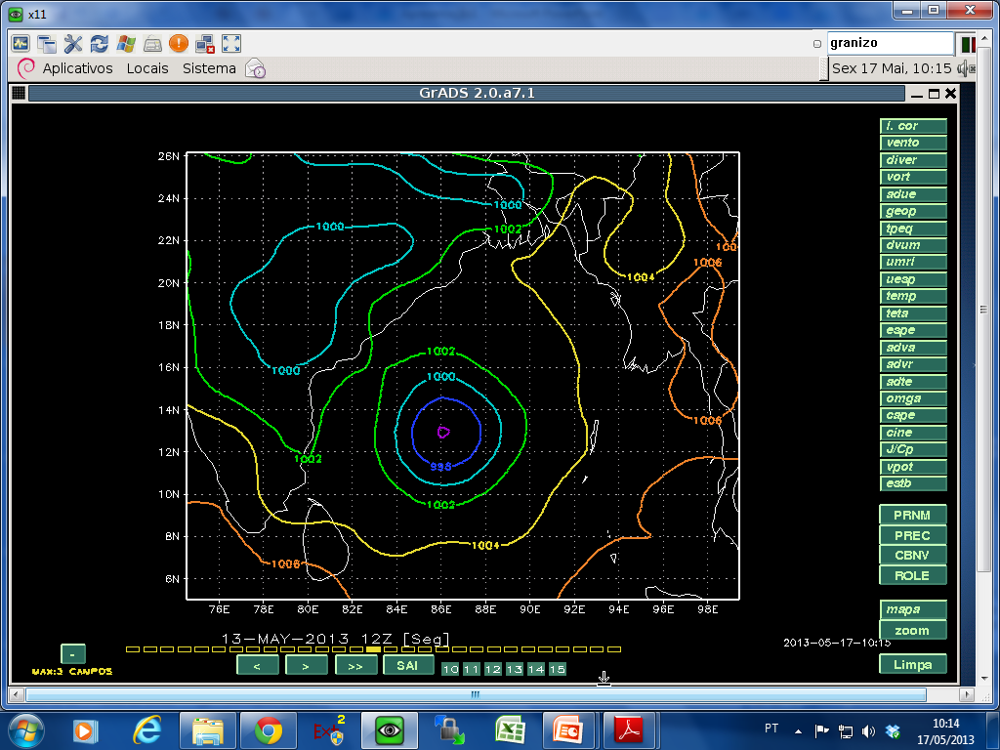 x11
granizo
Aplicativos Locais Sistema
Sex 17 Mai, 10:15
GrADS 2.0.a7.1
26N
24N
22N
20N
18N
16N
14N
12N
10N
8N
6N
76E 78E 80E 82E 84E 86E 88E 90E 92E 94E 96E 98E
1000
1002
1000
1004
1006
100
1002
1000
1000
998
1006
1002
1002
1004
1006
l. cor
vento
diver
vort
adue
geop
tpeq
dvum
umrl
uesp
temp
teta
espe
adva
advr
adte
omga
cape
cine
J/Cp
vpot
estb
PRNM
PREC
CBNV
ROLE
mapa
zoom
Limpa
13-MAY-2013 12Z [Seg]
2013-05-17-10:15
-
MAX:3 CAMPOS
< > >> SAI 10 11 12 13 14 15
Ext2
PT
10:14
17/05/2013